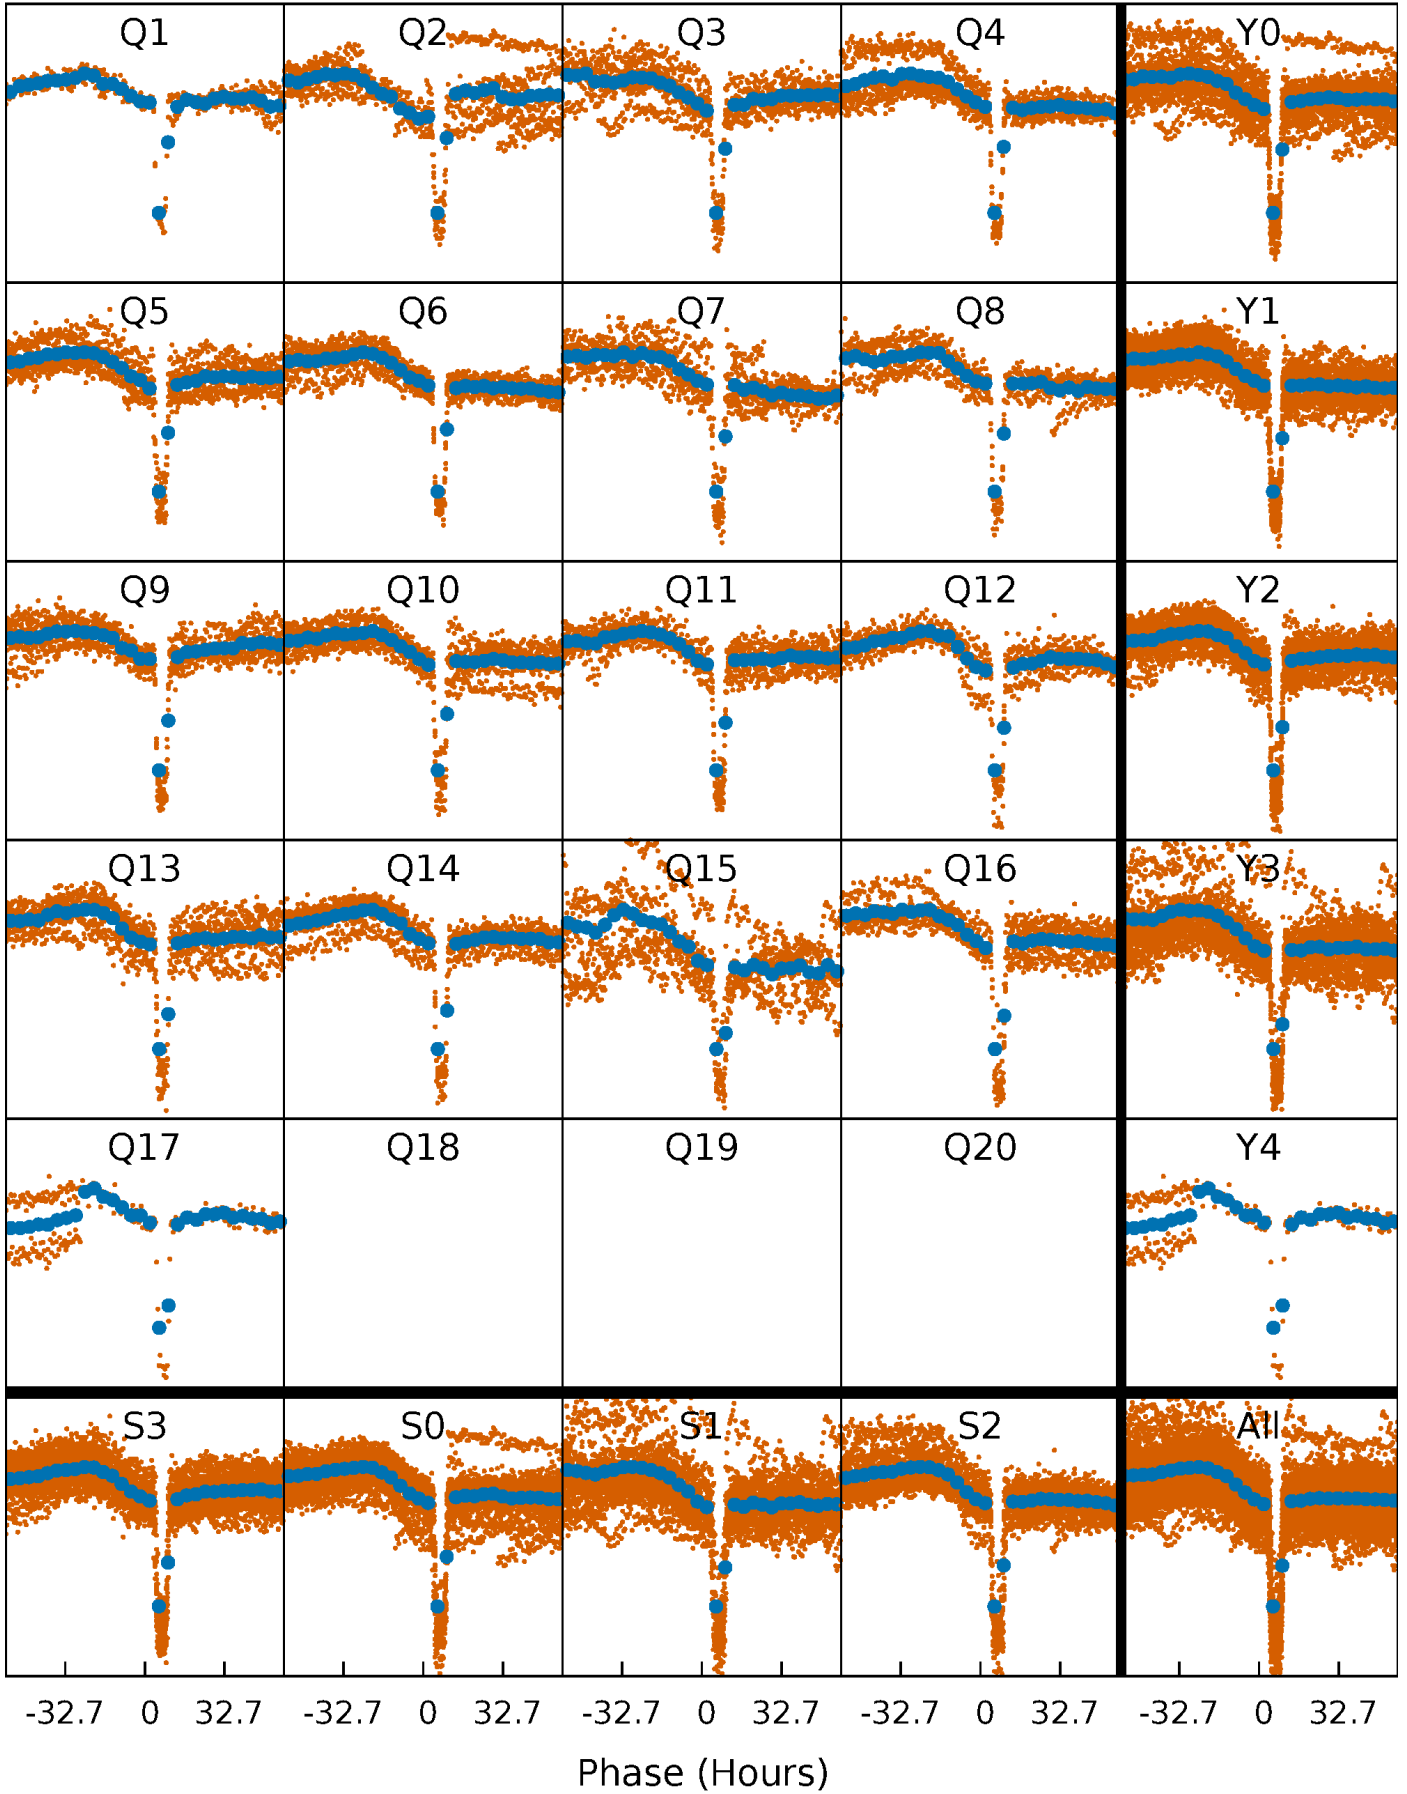 Q1 Q2 Q3 Q4 Y0
Q5 Q6 Q7 Q8 Y1
Q9 Q10 Q11 Q12 Y2
Q13 Q14 Q15 Q16 Y3
Q17 Q18 Q19 Q20 Y4
S3 S0 S1 S2 All
-32.7 0 32.7 -32.7 0 32.7 -32.7 0 32.7 -32.7 0 32.7 -32.7 0 32.7
Phase (Hours)